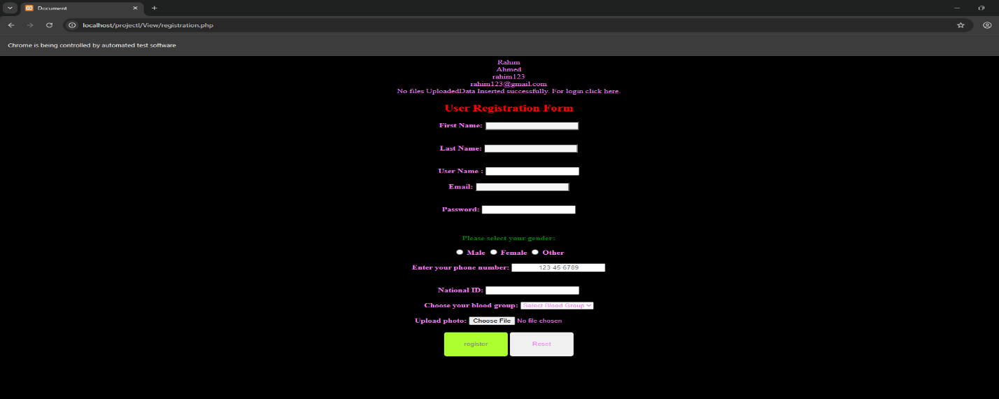 Document
localhost/projectl/View/registration.php
Chrome is being controlled by automated test software
Rahim
Ahmed
rahim123
rahim123@gmail.com
No files UploadedData Inserted successfully. For login click here.
User Registration Form
First Name:
Last Name:
User Name :
Email:
Password:
Please select your gender:
Male Female Other
Enter your phone number: 123-45-6789
National ID:
Choose your blood group: Select Blood Group
Upload photo: Choose File No file chosen
register Reset